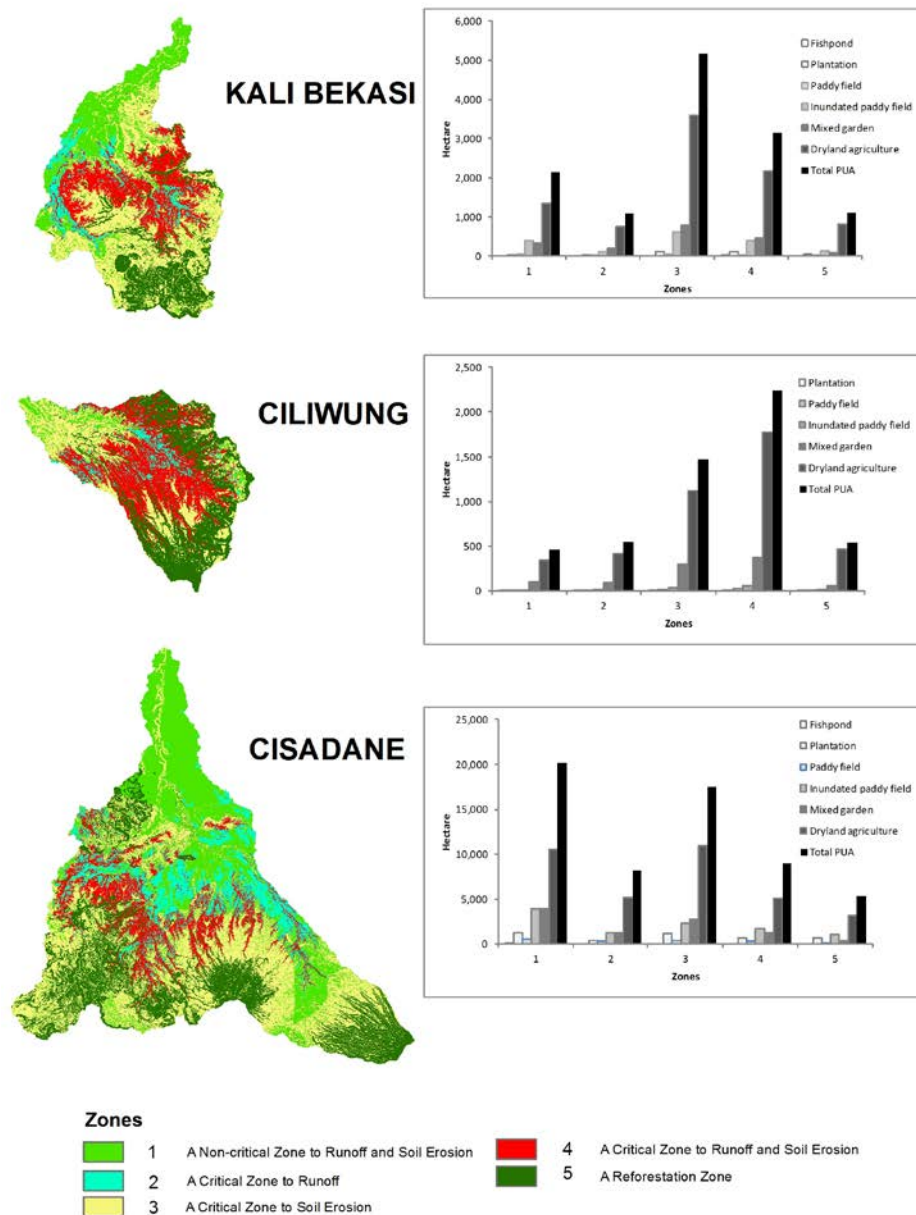 KALI BEKASI
6,000
5,000
4,000
3,000
2,000
1,000
0
Hectare
1 2 3 4 5
Zones
Fishpond
Plantation
Paddy field
Inundated paddy field
Mixed garden
Dryland agriculture
Total PUA
CILIWUNG
2,500
2,000
1,500
1,000
500
0
Hectare
1 2 3 4 5
Zones
Plantation
Paddy field
Inundated paddy field
Mixed garden
Dryland agriculture
Total PUA
CISADANE
25,000
20,000
15,000
10,000
5,000
0
Hectare
1 2 3 4 5
Zones
Fishpond
Plantation
Paddy field
Inundated paddy field
Mixed garden
Dryland agriculture
Total PUA
Zones
1 A Non-critical Zone to Runoff and Soil Erosion
2 A Critical Zone to Runoff
3 A Critical Zone to Soil Erosion
4 A Critical Zone to Runoff and Soil Erosion
5 A Reforestation Zone